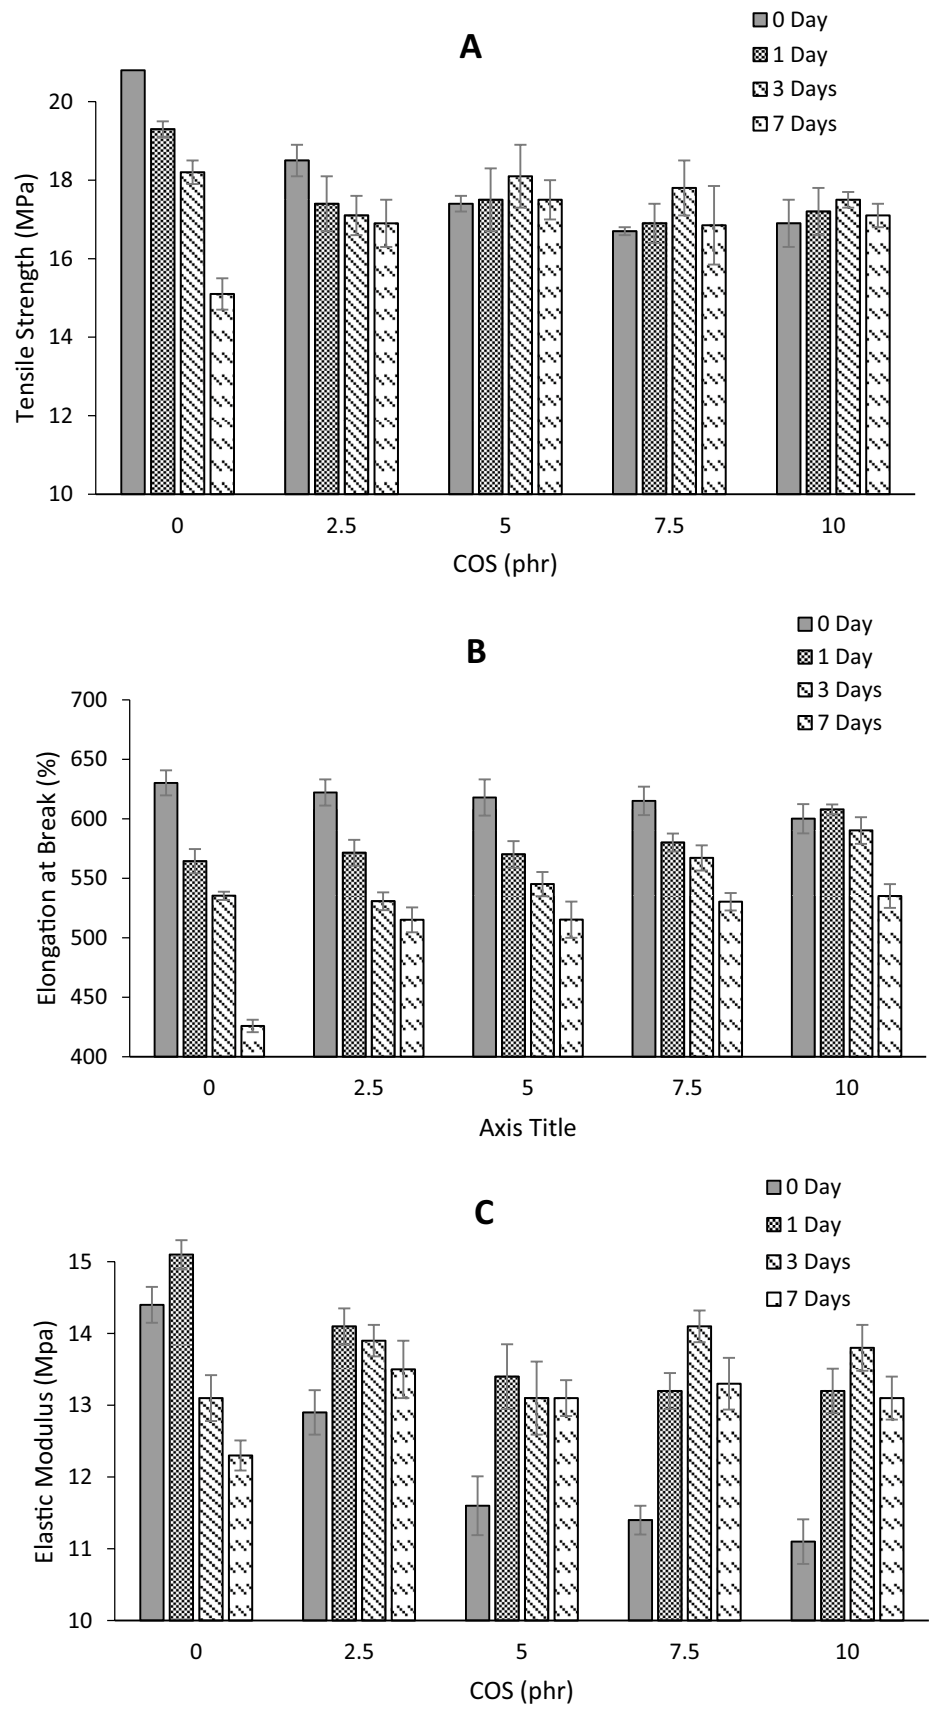 A
0 Day
1 Day
3 Days
7 Days
Tensile Strength (MPa)
20
18
16
14
12
10
0 2.5 5 7.5 10
COS (phr)
B
0 Day
1 Day
3 Days
7 Days
Elongation at Break (%)
700
650
600
550
500
450
400
0 2.5 5 7.5 10
Axis Title
C
0 Day
1 Day
3 Days
7 Days
Elastic Modulus (Mpa)
15
14
13
12
11
10
0 2.5 5 7.5 10
COS (phr)